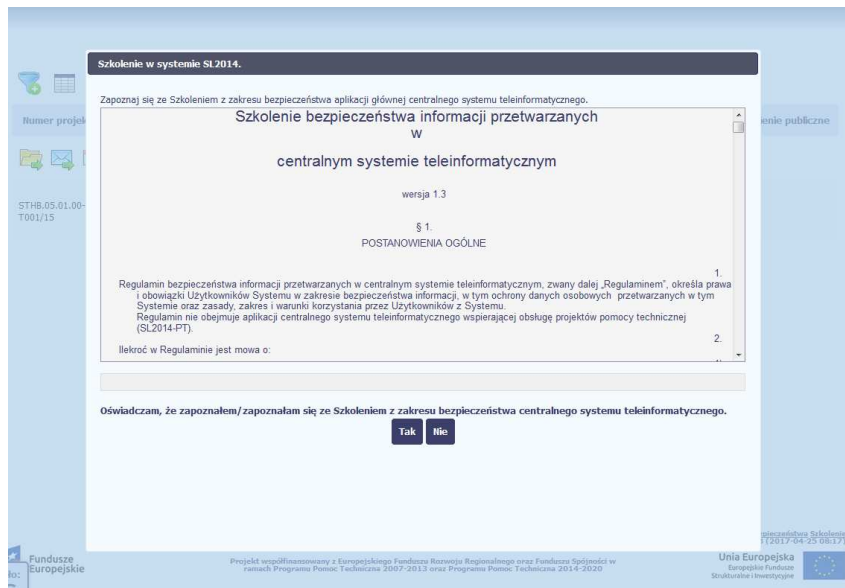 Szkolenie w systemie SL2014.
Zapoznaj się ze Szkoleniem z zakresu bezpieczeństwa aplikacji głównej centralnego systemu teleinformatycznego.
Szkolenie bezpieczeństwa informacji przetwarzanych
w
centralnym systemie teleinformatycznym
wersja 1.3
§ 1.
POSTANOWIENIA OGÓLNE
1.
Regulamin bezpieczeństwa informacji przetwarzanych w centralnym systemie teleinformatycznym, zwany dalej „Regulaminem", określa prawa
i obowiązki Użytkowników Systemu w zakresie bezpieczeństwa informacji, w tym ochrony danych osobowych przetwarzanych w tym
Systemie oraz zasady, zakres i warunki korzystania przez Użytkowników z Systemu.
Regulamin nie obejmuje aplikacji centralnego systemu teleinformatycznego wspierającej obsługę projektów pomocy technicznej
(SL2014-PT).
2.
Ilekroć w Regulaminie jest mowa o:
Oświadczam, że zapoznałem/zapoznałam się ze Szkoleniem z zakresu bezpieczeństwa centralnego systemu teleinformatycznego.
Tak Nie
Numer projek
enie publiczne
STHB.05.01.00-
T001/15
pieczeństwa Szkolenie
[2017-04-25 08:17]
Fundusze
Europejskie
Projekt współfinansowany z Europejskiego Funduszu Rozwoju Regionalnego oraz Funduszu Spójności w
ramach Programu Pomoc Techniczna 2007-2013 oraz Programu Pomoc Techniczna 2014-2020
Unia Europejska
Europejskie Fundusze
Strukturalne i Inwestycyjne